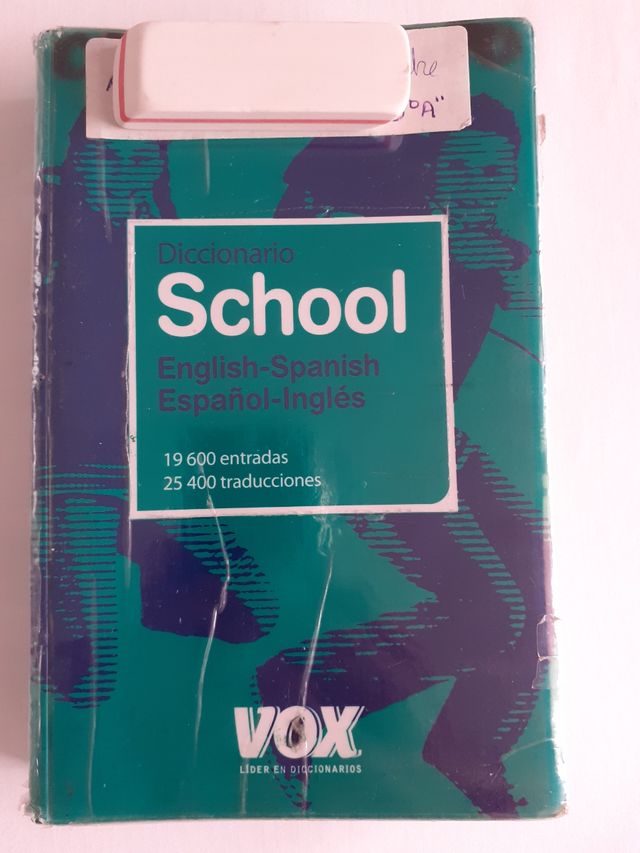 Diccionario
School
English-Spanish
Español-Inglés
19 600 entradas
25 400 traducciones
VOX
LÍDER EN DICCIONARIOS